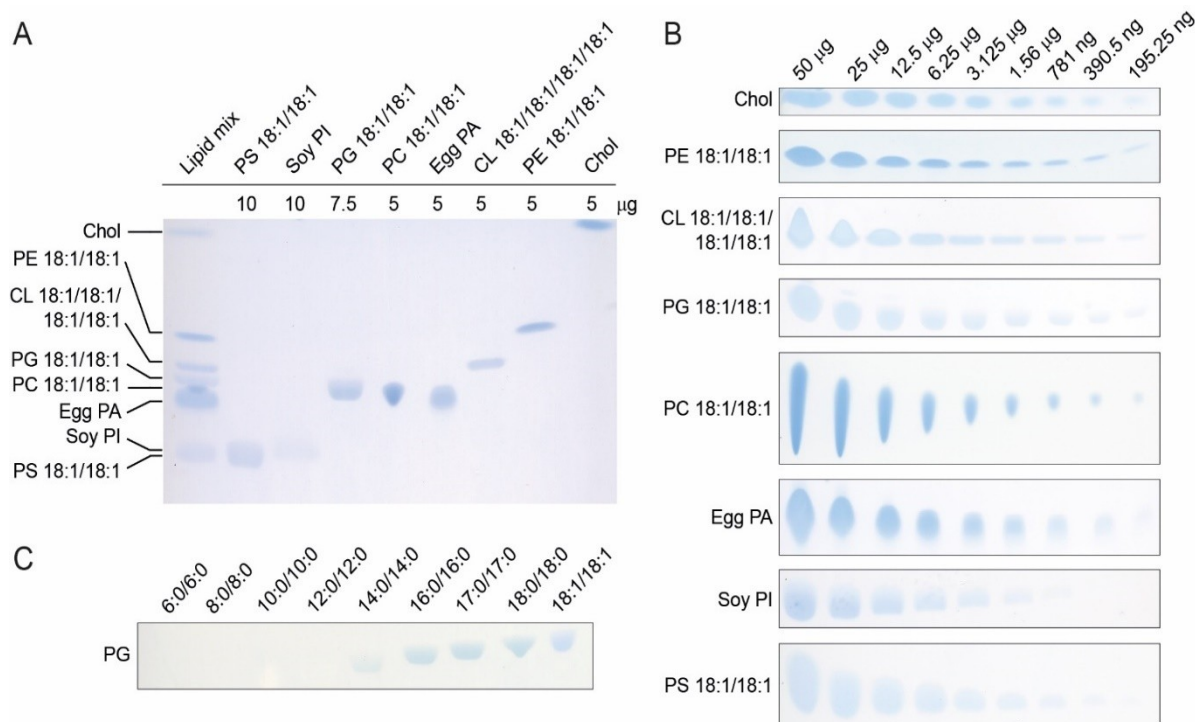 A
Lipid mix
PS 18:1/18:1
Soy PI
PG 18:1/18:1
PC 18:1/18:1
Egg PA
CL 18:1/18:1/18:1/18:1
PE 18:1/18:1
Chol
10 10 7.5 5 5 5 5 5 μg
Chol
PE 18:1/18:1
CL 18:1/18:1/
18:1/18:1
PG 18:1/18:1
PC 18:1/18:1
Egg PA
Soy PI
PS 18:1/18:1
B
50 μg
25 μg
12.5 μg
6.25 μg
3.125 μg
1.56 μg
781 ng
390.5 ng
195.25 ng
Chol
PE 18:1/18:1
CL 18:1/18:1/
18:1/18:1
PG 18:1/18:1
PC 18:1/18:1
Egg PA
Soy PI
PS 18:1/18:1
C
6:0/6:0
8:0/8:0
10:0/10:0
12:0/12:0
14:0/14:0
16:0/16:0
17:0/17:0
18:0/18:0
18:1/18:1
PG